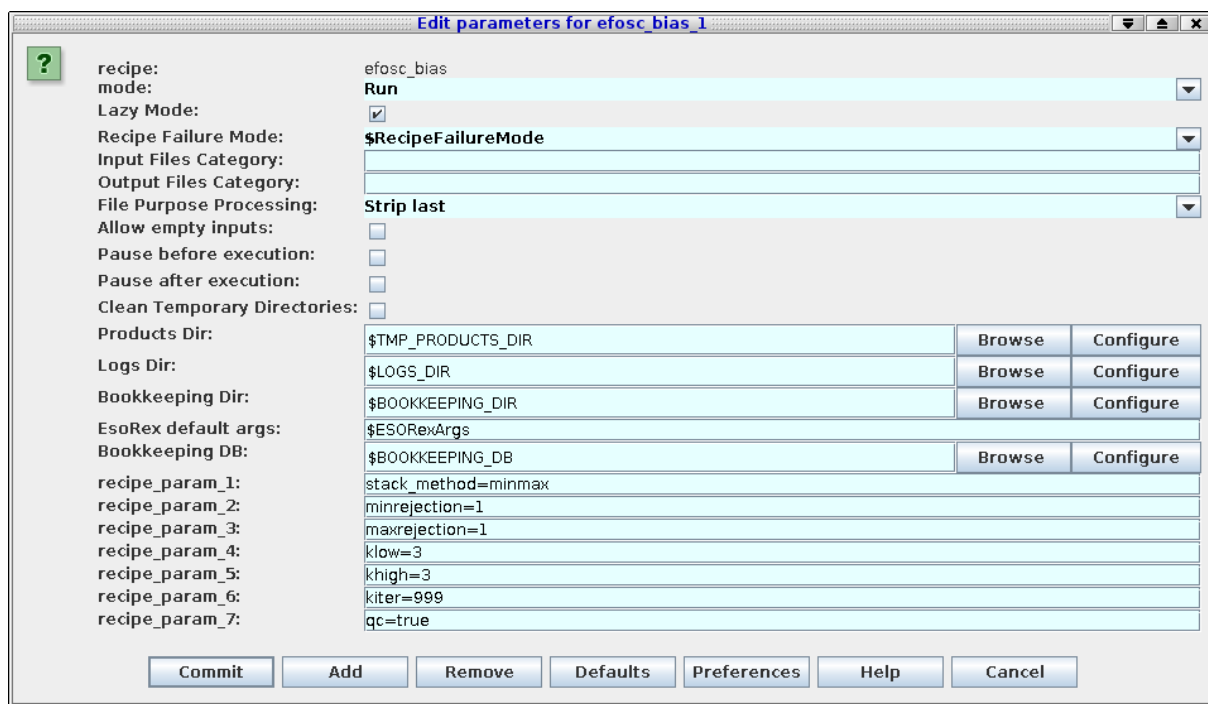 Edit parameters for efosc_bias_1
?
recipe: efosc_bias
mode: Run
Lazy Mode:
Recipe Failure Mode: $RecipeFailureMode
Input Files Category:
Output Files Category:
File Purpose Processing: Strip last
Allow empty inputs:
Pause before execution:
Pause after execution:
Clean Temporary Directories:
Products Dir: $TMP_PRODUCTS_DIR Browse Configure
Logs Dir: $LOGS_DIR Browse Configure
Bookkeeping Dir: $BOOKKEEPING_DIR Browse Configure
EsoRex default args: $ESORexArgs
Bookkeeping DB: $BOOKKEEPING_DB Browse Configure
recipe_param_1: stack_method=minmax
recipe_param_2: minrejection=1
recipe_param_3: maxrejection=1
recipe_param_4: klow=3
recipe_param_5: khigh=3
recipe_param_6: kiter=999
recipe_param_7: qc=true
Commit Add Remove Defaults Preferences Help Cancel